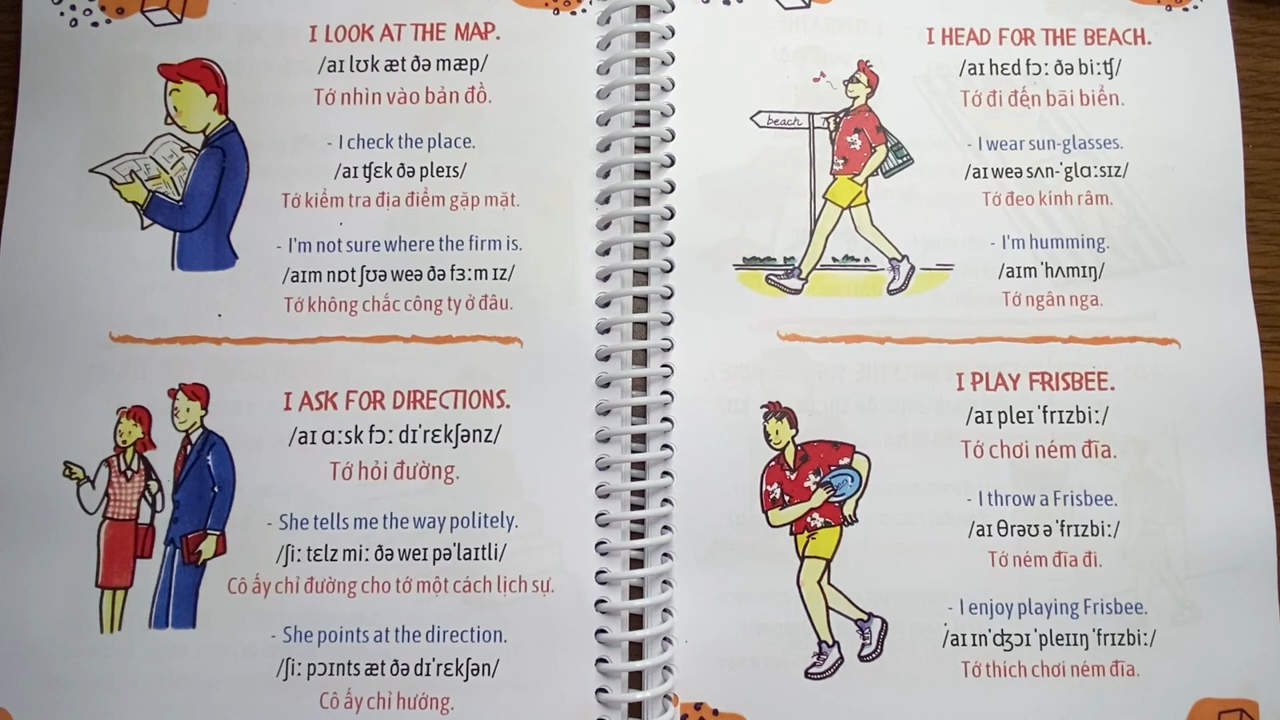 I LOOK AT THE MAP.
/aɪ lʊk æt ðə mæp/
Tớ nhìn vào bản đồ.
- I check the place.
/aɪ ʧɛk ðə pleɪs/
Tớ kiểm tra địa điểm gặp mặt.
- I'm not sure where the firm is.
/aɪm nɒt ʃʊə weə ðə fɜːm ɪz/
Tớ không chắc công ty ở đâu.
I ASK FOR DIRECTIONS.
/aɪ ɑːsk fɔː dɪˈrɛkʃənz/
Tớ hỏi đường.
- She tells me the way politely.
/ʃiː tɛlz miː ðə weɪ pəˈlaɪtli/
Cô ấy chỉ đường cho tớ một cách lịch sự.
- She points at the direction.
/ʃiː pɔɪnts æt ðə dɪˈrɛkʃən/
Cô ấy chỉ hướng.
I HEAD FOR THE BEACH.
/aɪ hɛd fɔː ðə biːʧ/
Tớ đi đến bãi biển.
beach
- I wear sun-glasses.
/aɪ weə sʌn-ˈglɑːsɪz/
Tớ đeo kính râm.
- I'm humming.
/aɪm ˈhʌmɪŋ/
Tớ ngân nga.
I PLAY FRISBEE.
/aɪ pleɪ ˈfrɪzbiː/
Tớ chơi ném đĩa.
- I throw a Frisbee.
/aɪ θrəʊ ə ˈfrɪzbiː/
Tớ ném đĩa đi.
- I enjoy playing Frisbee.
/aɪ ɪnˈʤɔɪ ˈpleɪɪŋ ˈfrɪzbiː/
Tớ thích chơi ném đĩa.